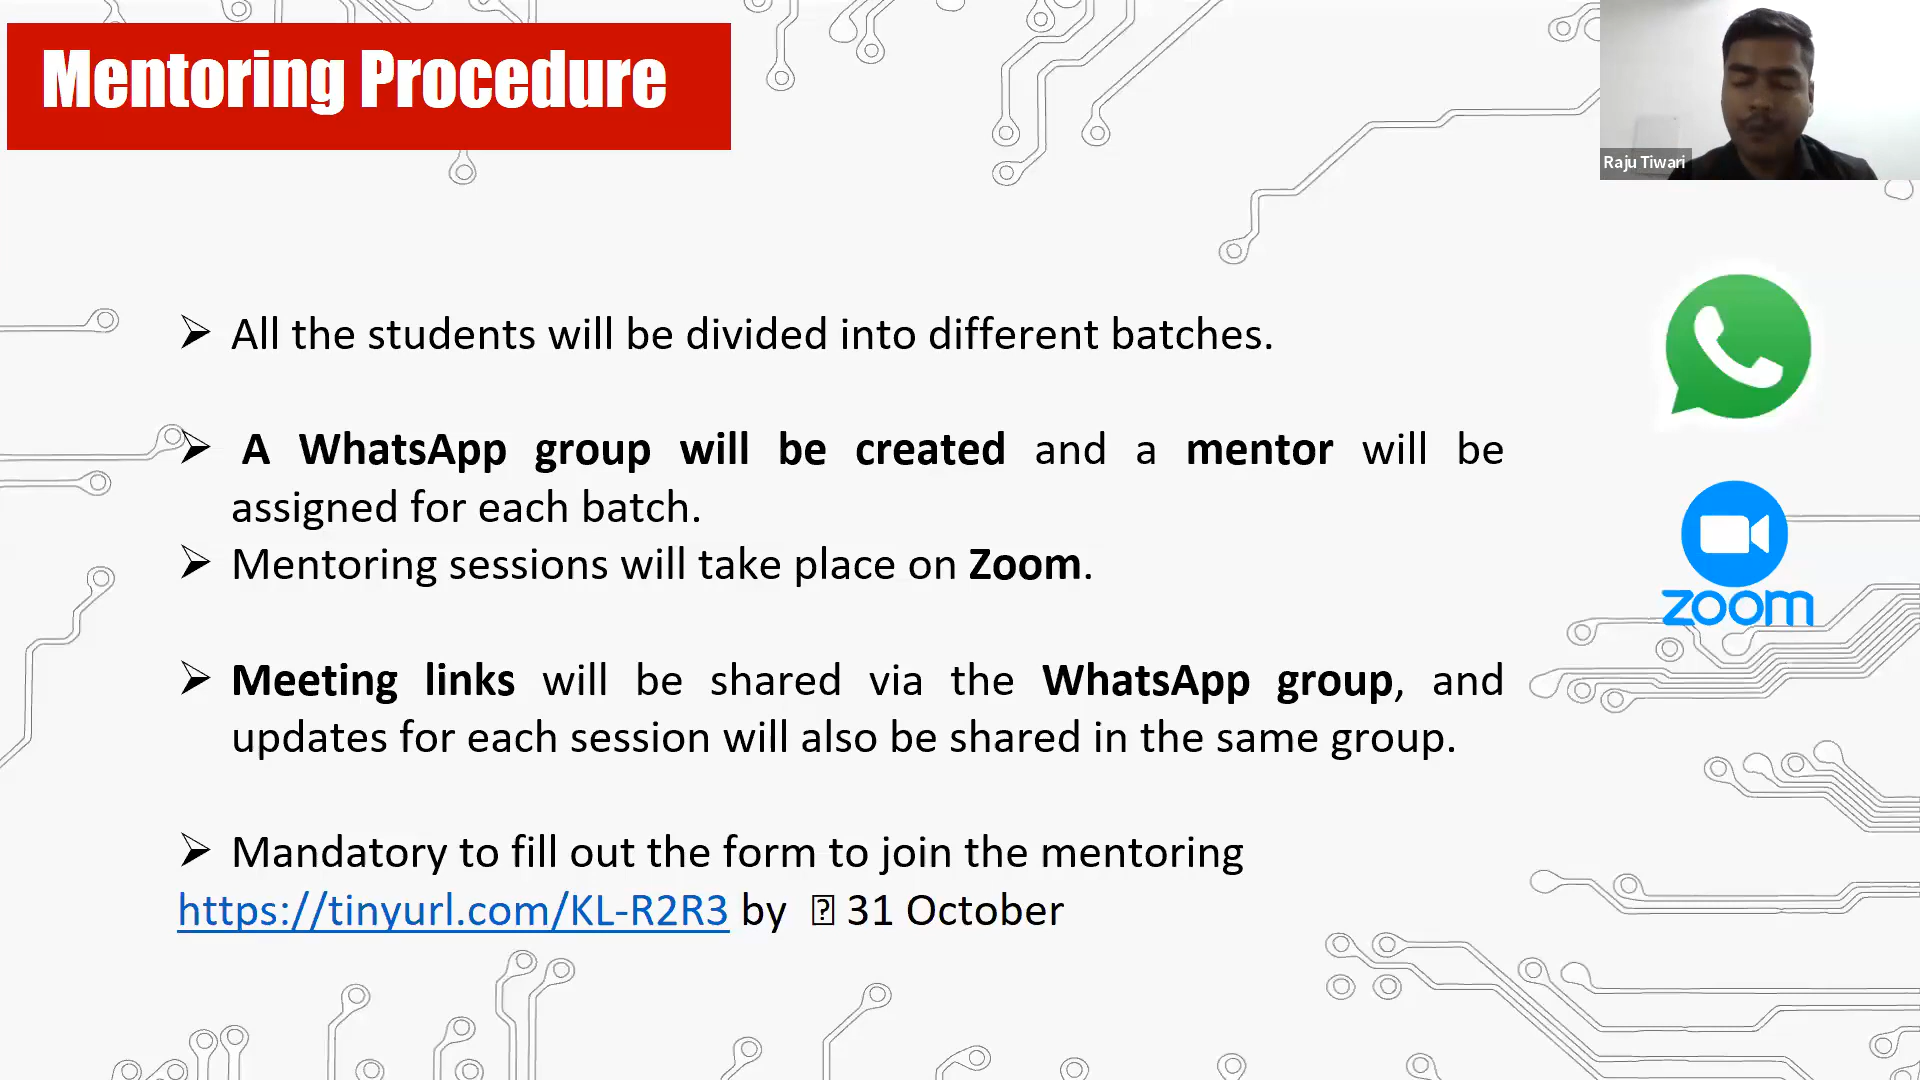 Mentoring Procedure
Raju Tiwari
➢ All the students will be divided into different batches.
➢ A WhatsApp group will be created and a mentor will be
assigned for each batch.
➢ Mentoring sessions will take place on Zoom.
zoom
➢ Meeting links will be shared via the WhatsApp group, and
updates for each session will also be shared in the same group.
➢ Mandatory to fill out the form to join the mentoring
https://tinyurl.com/KL-R2R3 by 31 October